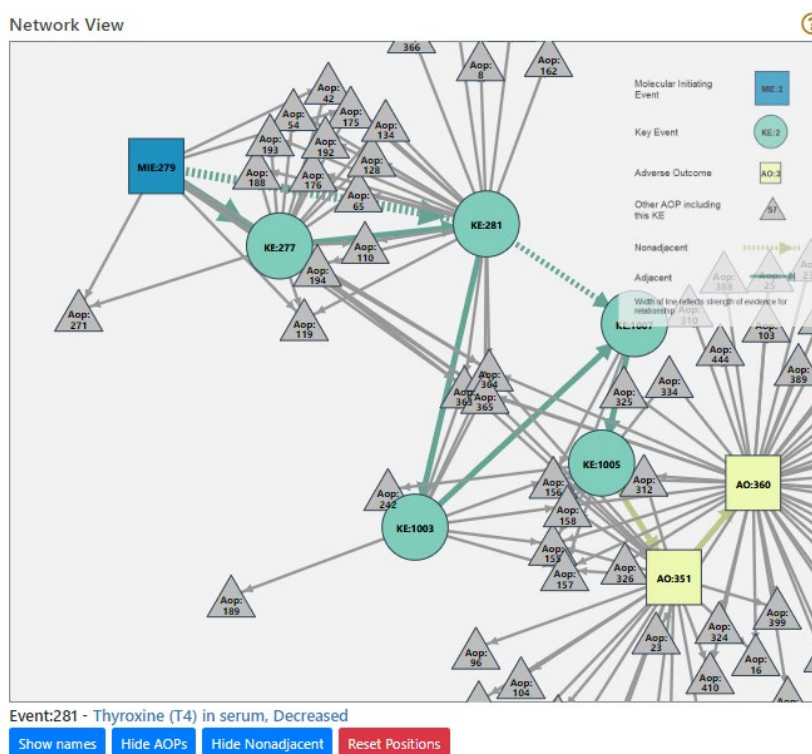 Network View
Aop:
366
Aop:
8
Aop:
162
Molecular Initiating
Event
MIE:1
Aop:
42
Aop:
54
Aop:
175
Aop:
134
Key Event
KE:2
Aop:
193
Aop:
192
MIE:279
Aop:
128
Adverse Outcome
AO:3
Aop:
188
Aop:
176
Aop:
65
Other AOP including
this KE
57
KE:281
KE:277
Aop:
110
Nonadjacent
Aop:
194
Adjacent
Aop:
388
Aop:
25
Width of line reflects strength of evidence for
relationship
Aop:
271
Aop:
119
KE:1007
Aop:
310
Aop:
103
Aop:
444
Aop:
364
Aop:
363
Aop:
365
Aop:
325
Aop:
334
Aop:
389
KE:1005
Aop:
156
Aop:
312
AO:360
Aop:
242
Aop:
158
KE:1003
Aop:
155
Aop:
157
Aop:
326
AO:351
Aop:
189
Aop:
399
Aop:
324
Aop:
23
Aop:
96
Aop:
16
Aop:
104
Aop:
410
Event:281 - Thyroxine (T4) in serum, Decreased
Show names
Hide AOPs
Hide Nonadjacent
Reset Positions